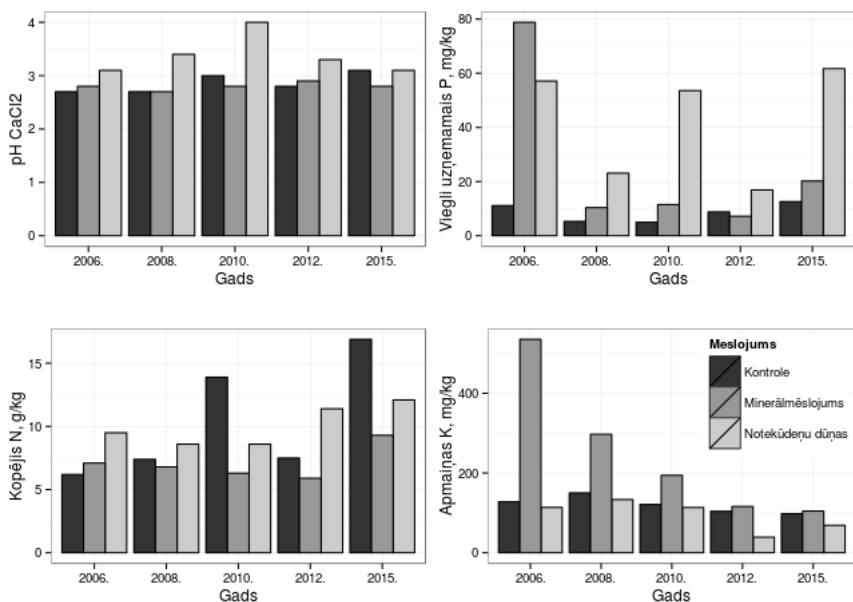 pH CaCl2
4
3
2
1
0
2006. 2008. 2010. 2012. 2015.
Gads
Viegli uzņemamais P, mg/kg
80
60
40
20
0
2006. 2008. 2010. 2012. 2015.
Gads
Kopējis N, g/kg
15
10
5
0
2006. 2008. 2010. 2012. 2015.
Gads
Apmaiņas K, mg/kg
400
200
0
2006. 2008. 2010. 2012. 2015.
Gads
Meslojums
Kontrole
Minerālmēslojums
Notekūdeņu dūņas